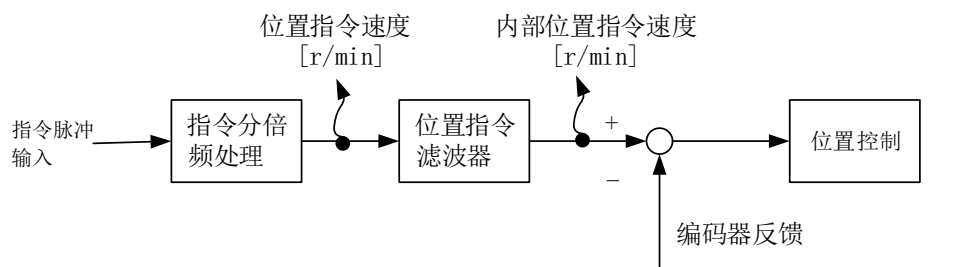 位置指令速度
[r/min]
内部位置指令速度
[r/min]
指令脉冲
输入
指令分倍
频处理
位置指令
滤波器
+
−
位置控制
编码器反馈